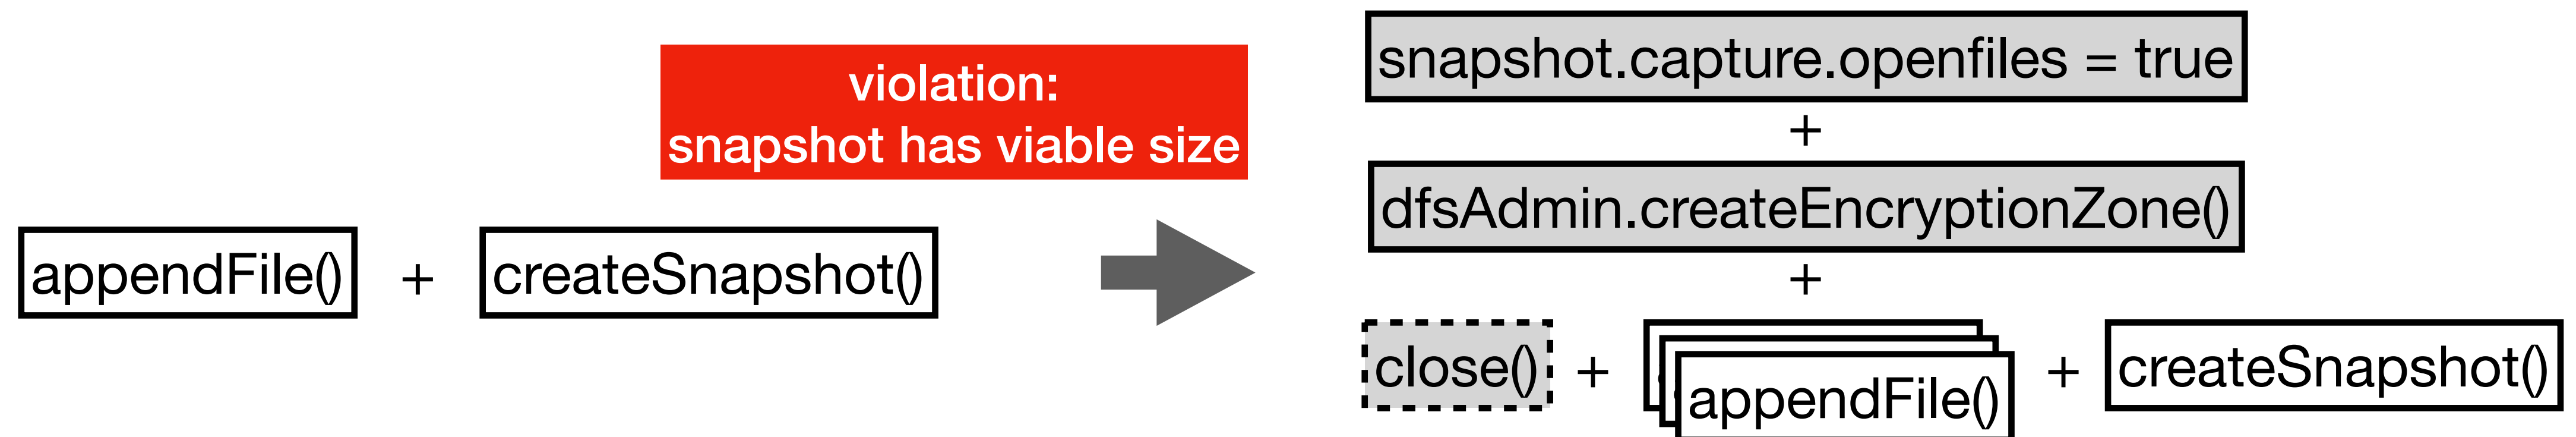 violation:
snapshot has viable size
appendFile() + createSnapshot()
snapshot.capture.openfiles = true
+
dfsAdmin.createEncryptionZone()
+
close() + appendFile() + createSnapshot()